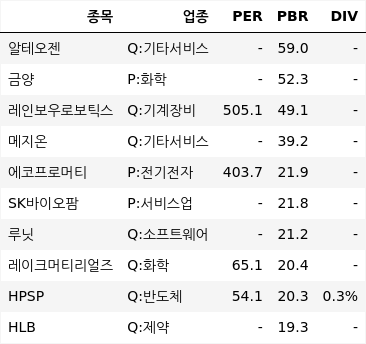 종목 업종 PER PBR DIV
알테오젠 Q:기타서비스 - 59.0 -
금양 P:화학 - 52.3 -
레인보우로보틱스 Q:기계장비 505.1 49.1 -
메지온 Q:기타서비스 - 39.2 -
에코프로머티 P:전기전자 403.7 21.9 -
SK바이오팜 P:서비스업 - 21.8 -
루닛 Q:소프트웨어 - 21.2 -
레이크머티리얼즈 Q:화학 65.1 20.4 -
HPSP Q:반도체 54.1 20.3 0.3%
HLB Q:제약 - 19.3 -